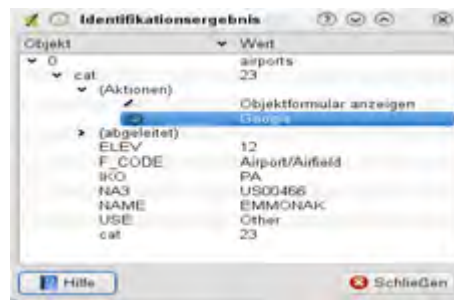 Identifikationsergebnis
Objekt Wert
0 airports
cat 23
(Aktionen)
Objektformular anzeigen
Google
(abgeleitet)
ELEV 12
F_CODE Airport/Airfield
IKO PA
NA3 US00466
NAME EMMONAK
USE Other
cat 23
Hilfe Schließen